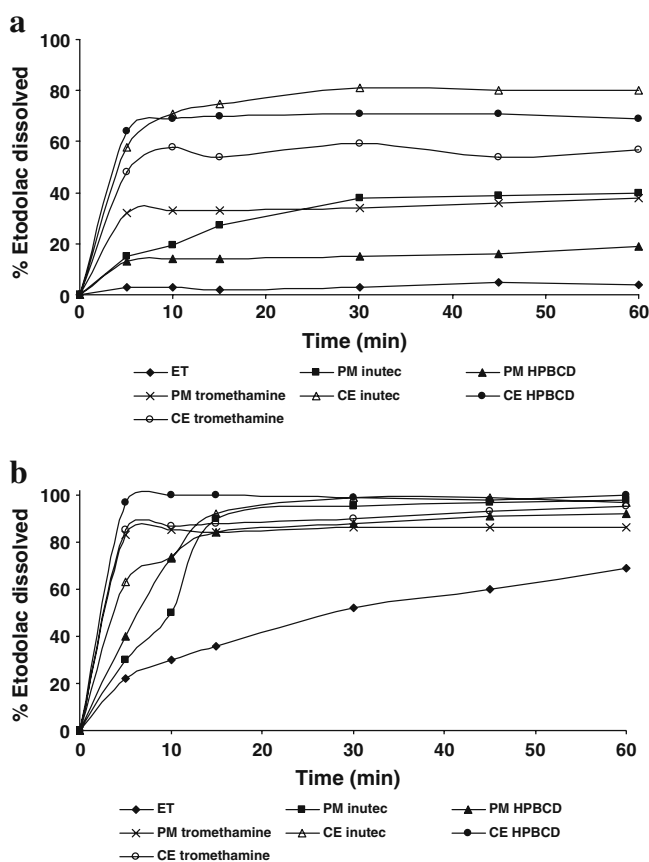 a
100
80
60
40
20
0
% Etodolac dissolved
0 10 20 30 40 50 60
Time (min)
ET PM inutec PM HPBCD
PM tromethamine CE inutec CE HPBCD
CE tromethamine
b
100
80
60
40
20
0
% Etodolac dissolved
0 10 20 30 40 50 60
Time (min)
ET PM inutec PM HPBCD
PM tromethamine CE inutec CE HPBCD
CE tromethamine